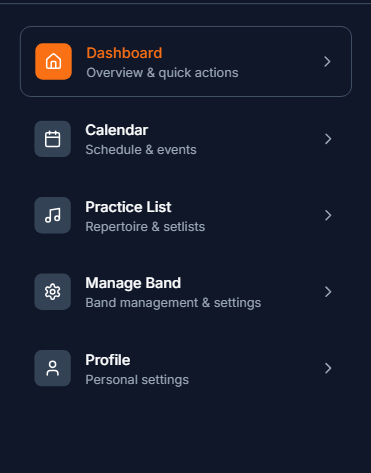 Dashboard
Overview & quick actions
Calendar
Schedule & events
Practice List
Repertoire & setlists
Manage Band
Band management & settings
Profile
Personal settings